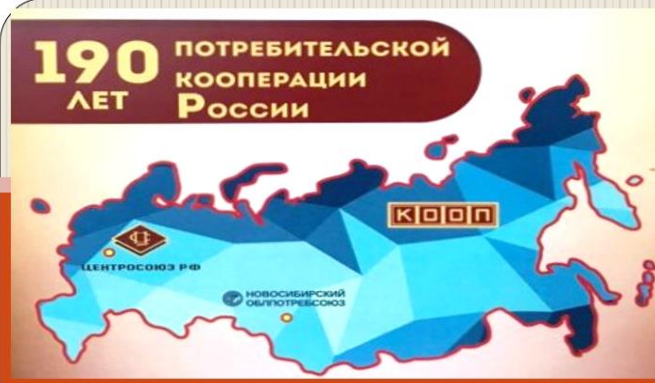 190
ЛЕТ
ПОТРЕБИТЕЛЬСКОЙ
КООПЕРАЦИИ
РОССИИ
КООП
ЦЕНТРОСОЮЗ РФ
НОВОСИБИРСКИЙ
ОБЛПОТРЕБСОЮЗ